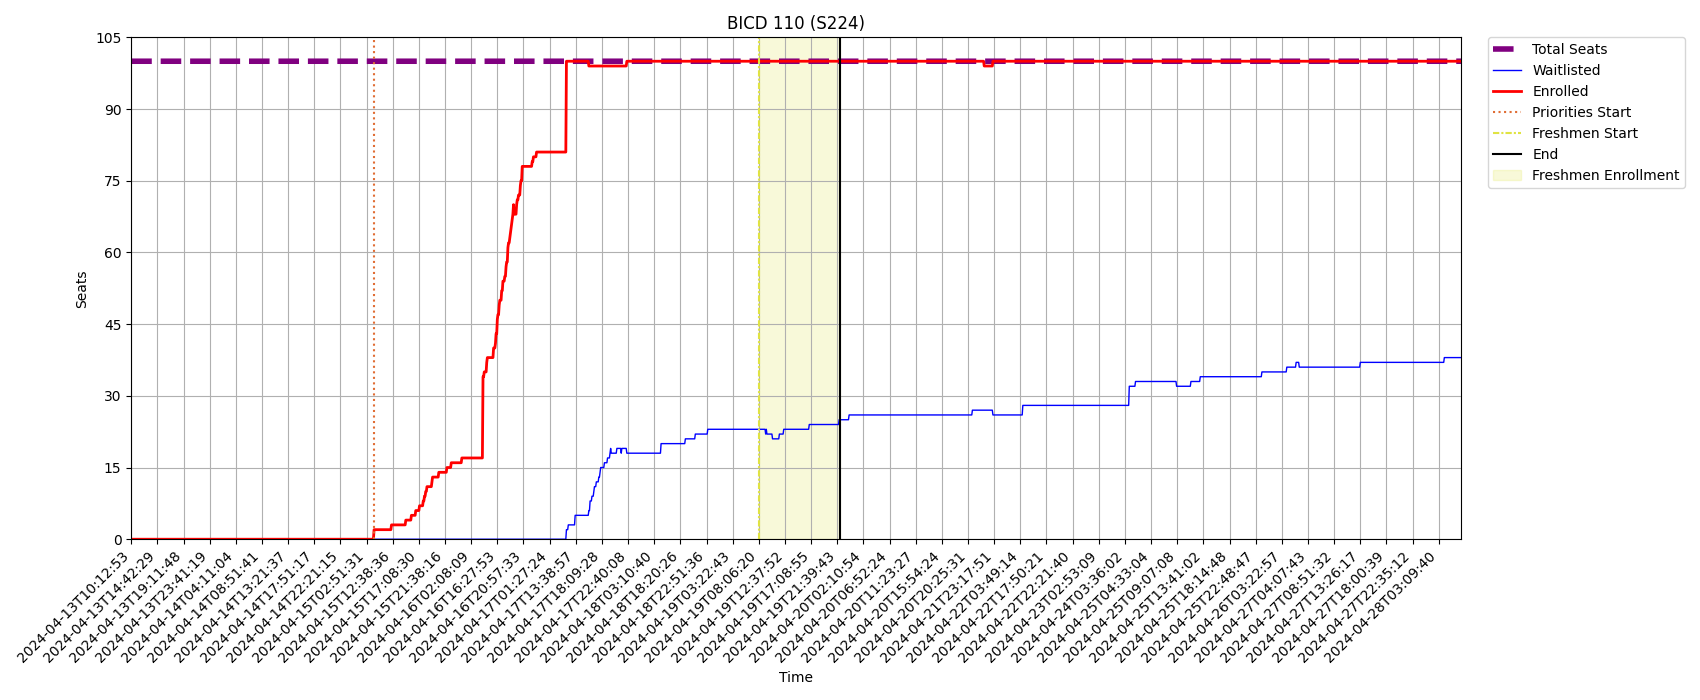 BICD 110 (S224)
105
90
75
60
45
30
15
0
Seats
2024-04-13T10:12:53
2024-04-13T14:42:29
2024-04-13T19:11:48
2024-04-13T23:41:19
2024-04-14T04:11:04
2024-04-14T08:51:41
2024-04-14T13:21:37
2024-04-14T17:51:17
2024-04-14T22:21:15
2024-04-15T02:51:31
2024-04-15T12:38:36
2024-04-15T17:08:30
2024-04-15T21:38:16
2024-04-16T02:08:09
2024-04-16T16:27:53
2024-04-16T20:57:33
2024-04-17T01:27:24
2024-04-17T13:38:57
2024-04-17T18:09:28
2024-04-17T22:40:08
2024-04-18T03:10:40
2024-04-18T18:20:26
2024-04-18T22:51:36
2024-04-19T03:22:43
2024-04-19T08:06:20
2024-04-19T12:37:52
2024-04-19T17:08:55
2024-04-19T21:39:43
2024-04-20T02:10:54
2024-04-20T06:52:24
2024-04-20T11:23:27
2024-04-20T15:54:24
2024-04-20T20:25:31
2024-04-21T23:17:51
2024-04-22T03:49:14
2024-04-22T17:50:21
2024-04-22T22:21:40
2024-04-23T02:53:09
2024-04-24T03:36:02
2024-04-25T04:33:04
2024-04-25T09:07:08
2024-04-25T13:41:02
2024-04-25T18:14:48
2024-04-25T22:48:47
2024-04-26T03:22:57
2024-04-27T04:07:43
2024-04-27T08:51:32
2024-04-27T13:26:17
2024-04-27T18:00:39
2024-04-27T22:35:12
2024-04-28T03:09:40
Time
Total Seats
Waitlisted
Enrolled
Priorities Start
Freshmen Start
End
Freshmen Enrollment